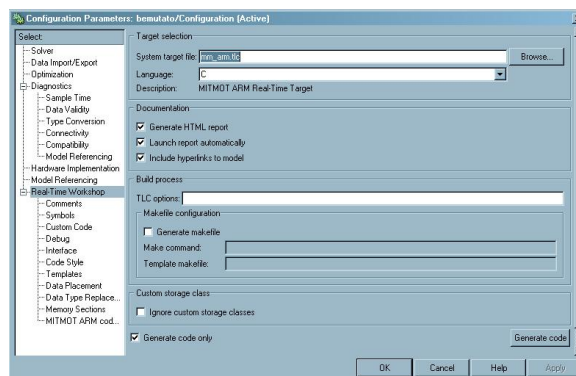 Configuration Parameters: bemutato/Configuration (Active)
Select:
Solver
Data Import/Export
Optimization
Diagnostics
Sample Time
Data Validity
Type Conversion
Connectivity
Compatibility
Model Referencing
Hardware Implementation
Model Referencing
Real-Time Workshop
Comments
Symbols
Custom Code
Debug
Interface
Code Style
Templates
Data Placement
Data Type Replace...
Memory Sections
MITMOT ARM cod...
Target selection
System target file: mm_arm.tlc Browse...
Language: C
Description: MITMOT ARM Real-Time Target
Documentation
Generate HTML report
Launch report automatically
Include hyperlinks to model
Build process
TLC options:
Makefile configuration
Generate makefile
Make command:
Template makefile:
Custom storage class
Ignore custom storage classes
Generate code only Generate code
OK Cancel Help Apply